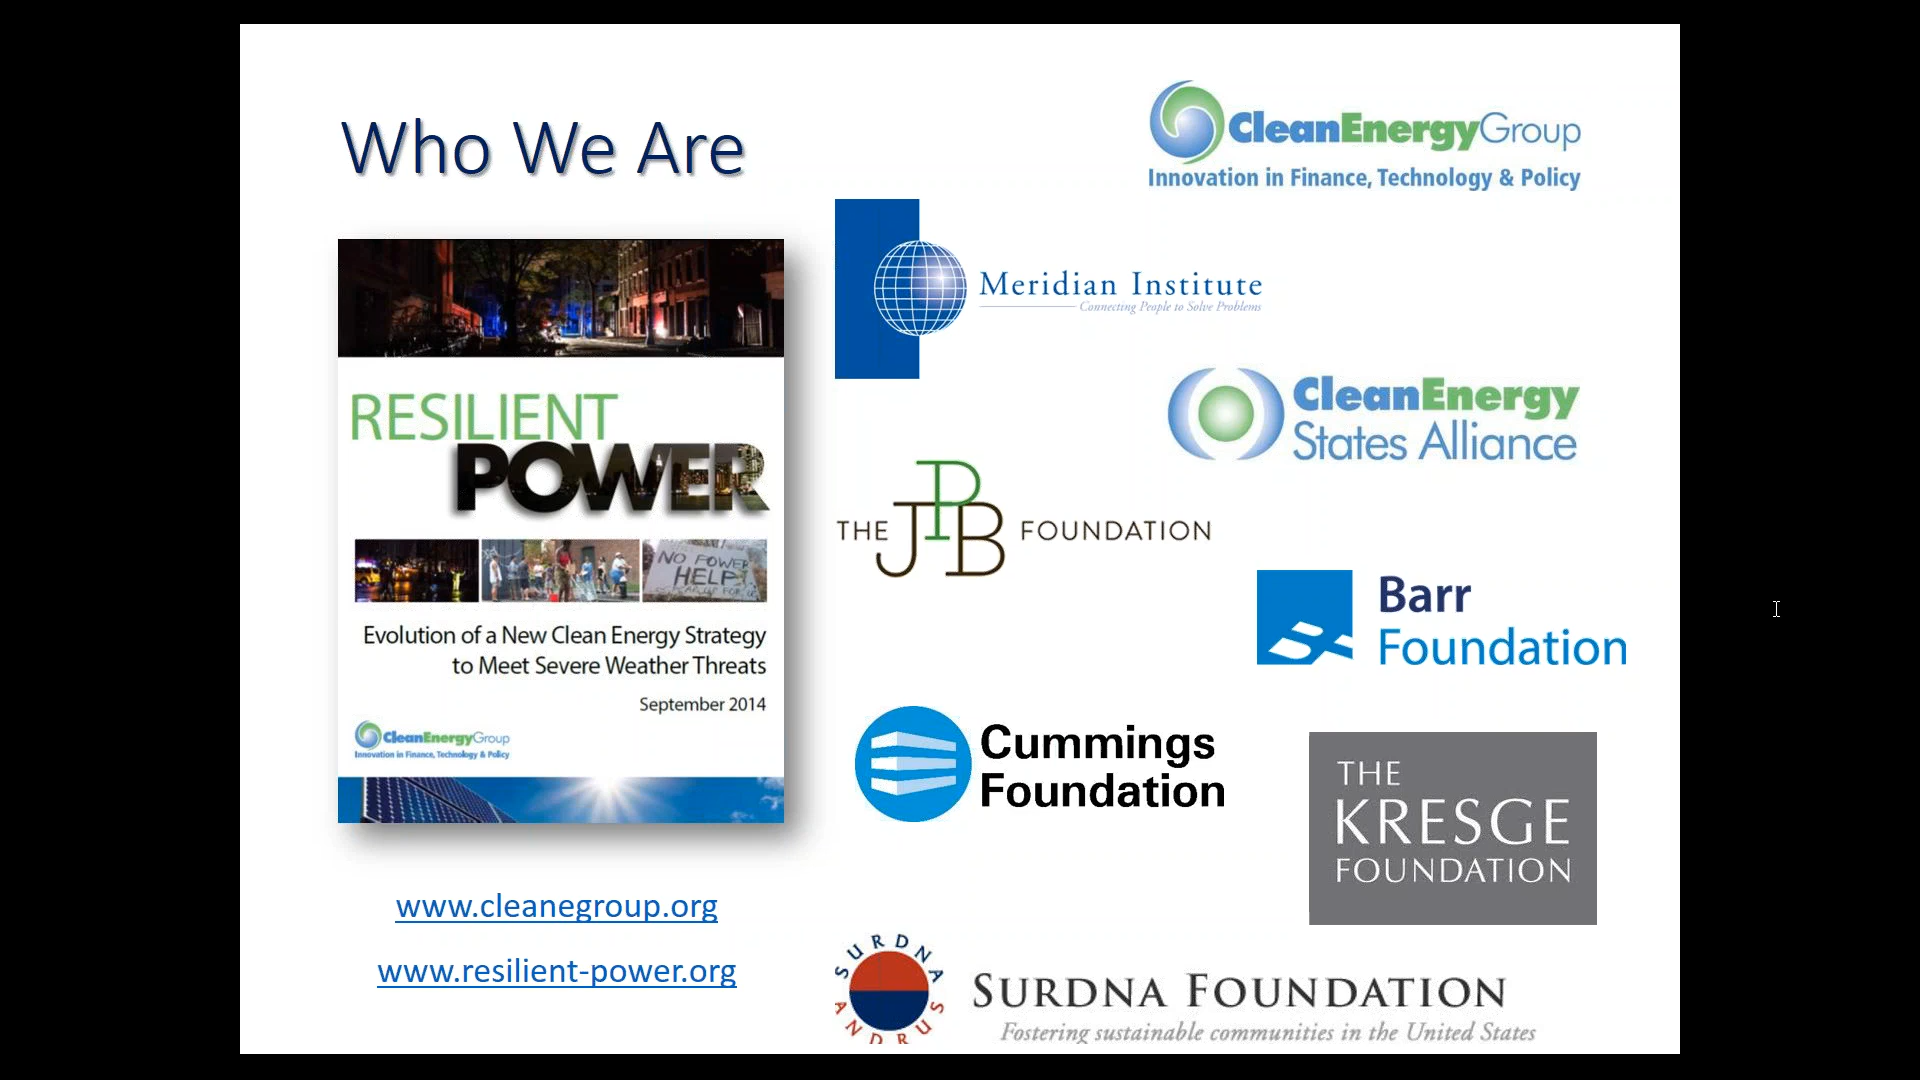 Who We Are
CleanEnergyGroup
Innovation in Finance, Technology & Policy
Meridian Institute
Connecting People to Solve Problems
CleanEnergy
States Alliance
THE JPB FOUNDATION
Barr
Foundation
Cummings
Foundation
THE
KRESGE
FOUNDATION
SURDNA
ANDRUS
SURDNA FOUNDATION
Fostering sustainable communities in the United States
RESILIENT
POWER
NO POWER
HELP
Evolution of a New Clean Energy Strategy
to Meet Severe Weather Threats
September 2014
CleanEnergyGroup
Innovation in Finance, Technology & Policy
www.cleanegroup.org
www.resilient-power.org